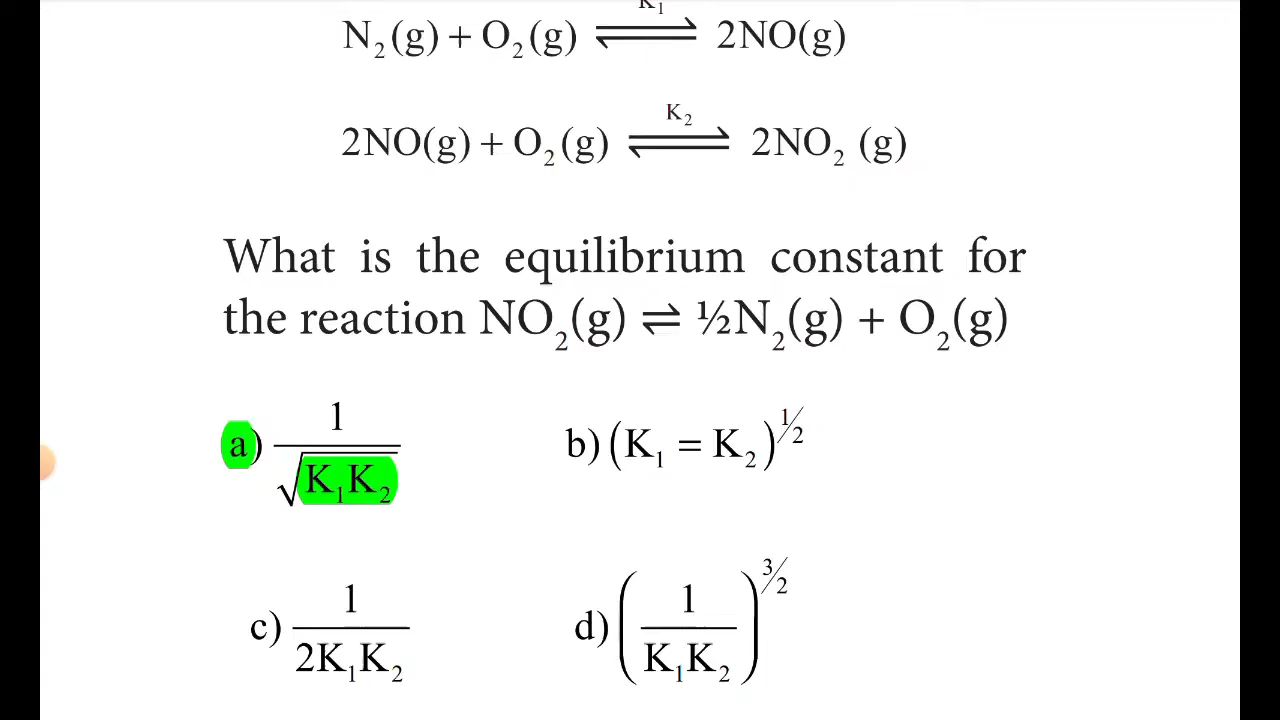 K₁
N₂(g) + O₂(g) ⇌ 2NO(g)
K₂
2NO(g) + O₂(g) ⇌ 2NO₂ (g)
What is the equilibrium constant for
the reaction NO₂(g) ⇌ ½N₂(g) + O₂(g)
a) 1/√(K₁K₂) b) (K₁ = K₂)^½
c) 1/(2K₁K₂) d) (1/(K₁K₂))^3/2